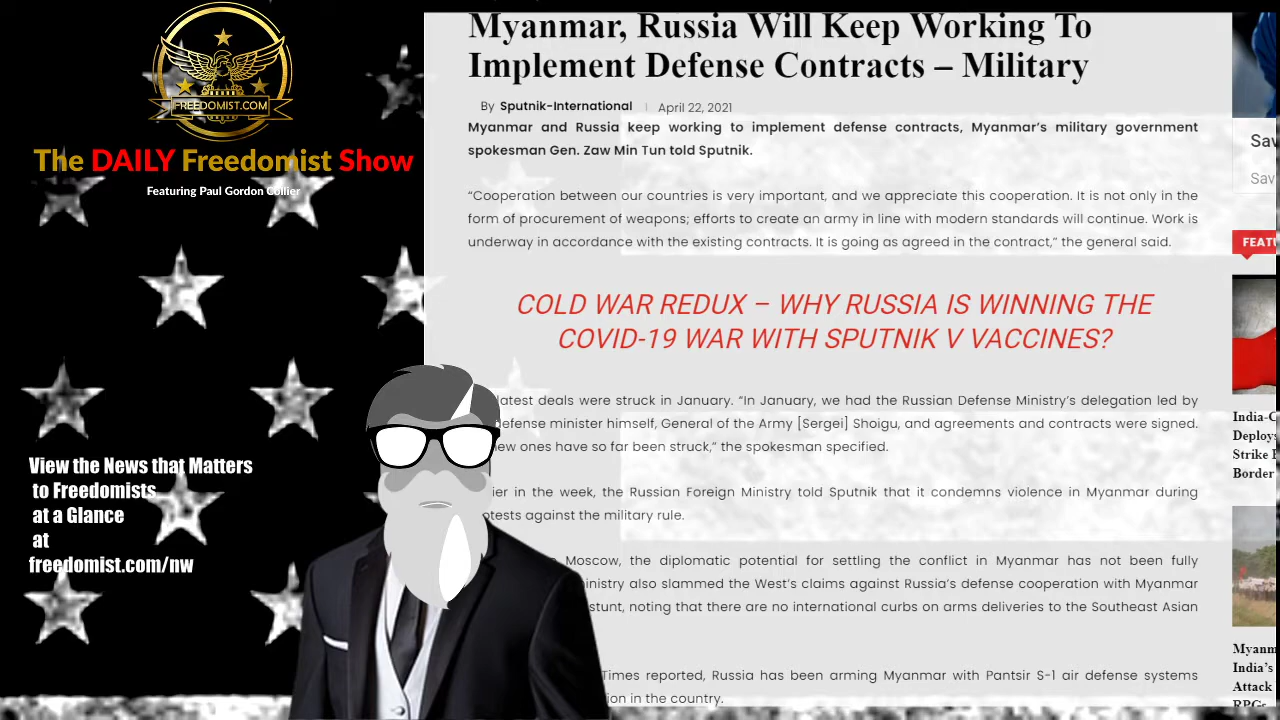 FREEDOMIST.COM
The DAILY Freedomist Show
Featuring Paul Gordon Collier
View the News that Matters
to Freedomists
at a Glance
at
freedomist.com/nw
Myanmar, Russia Will Keep Working To
Implement Defense Contracts – Military
By Sputnik-International | April 22, 2021
Myanmar and Russia keep working to implement defense contracts, Myanmar's military government
spokesman Gen. Zaw Min Tun told Sputnik.
“Cooperation between our countries is very important, and we appreciate this cooperation. It is not only in the
form of procurement of weapons; efforts to create an army in line with modern standards will continue. Work is
underway in accordance with the existing contracts. It is going as agreed in the contract,” the general said.
COLD WAR REDUX – WHY RUSSIA IS WINNING THE
COVID-19 WAR WITH SPUTNIK V VACCINES?
latest deals were struck in January. “In January, we had the Russian Defense Ministry's delegation led by
defense minister himself, General of the Army [Sergei] Shoigu, and agreements and contracts were signed.
new ones have so far been struck,” the spokesman specified.
in the week, the Russian Foreign Ministry told Sputnik that it condemns violence in Myanmar during
against the military rule.
Moscow, the diplomatic potential for settling the conflict in Myanmar has not been fully
also slammed the West's claims against Russia's defense cooperation with Myanmar
stunt, noting that there are no international curbs on arms deliveries to the Southeast Asian
Times reported, Russia has been arming Myanmar with Pantsir S-1 air defense systems
in the country.
Sav
Sav
FEAT
India-C
Deploy
Strike
Border
Myanm
India's
Attack
RPGs